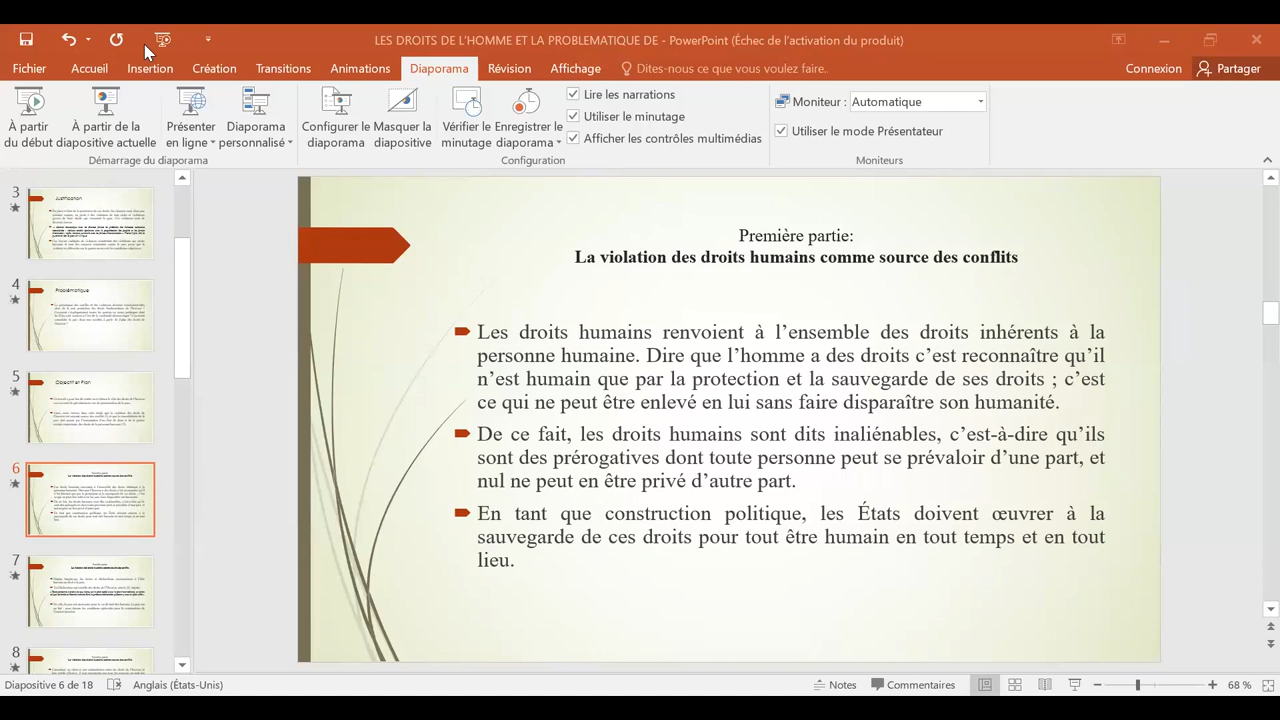 LES DROITS DE L'HOMME ET LA PROBLEMATIQUE DE - PowerPoint (Échec de l'activation du produit)
Fichier Accueil Insertion Création Transitions Animations Diaporama Révision Affichage Dites-nous ce que vous voulez faire.. Connexion Partager
À partir du début
À partir de la diapositive actuelle
Présenter en ligne
Diaporama personnalisé
Démarrage du diaporama
Configurer le diaporama
Masquer la diapositive
Vérifier le minutage
Enregistrer le diaporama
Lire les narrations
Utiliser le minutage
Afficher les contrôles multimédias
Configuration
Moniteur : Automatique
Utiliser le mode Présentateur
Moniteurs
3
Justification
4
Problématique
5
Objectif et Plan
6
7
8
Première partie:
La violation des droits humains comme source des conflits
Les droits humains renvoient à l’ensemble des droits inhérents à la
personne humaine. Dire que l’homme a des droits c’est reconnaître qu’il
n’est humain que par la protection et la sauvegarde de ses droits ; c’est
ce qui ne peut être enlevé en lui sans faire disparaître son humanité.
De ce fait, les droits humains sont dits inaliénables, c’est-à-dire qu’ils
sont des prérogatives dont toute personne peut se prévaloir d’une part, et
nul ne peut en être privé d’autre part.
En tant que construction politique, les États doivent œuvrer à la
sauvegarde de ces droits pour tout être humain en tout temps et en tout
lieu.
Diapositive 6 de 18 Anglais (États-Unis) Notes Commentaires 68 %